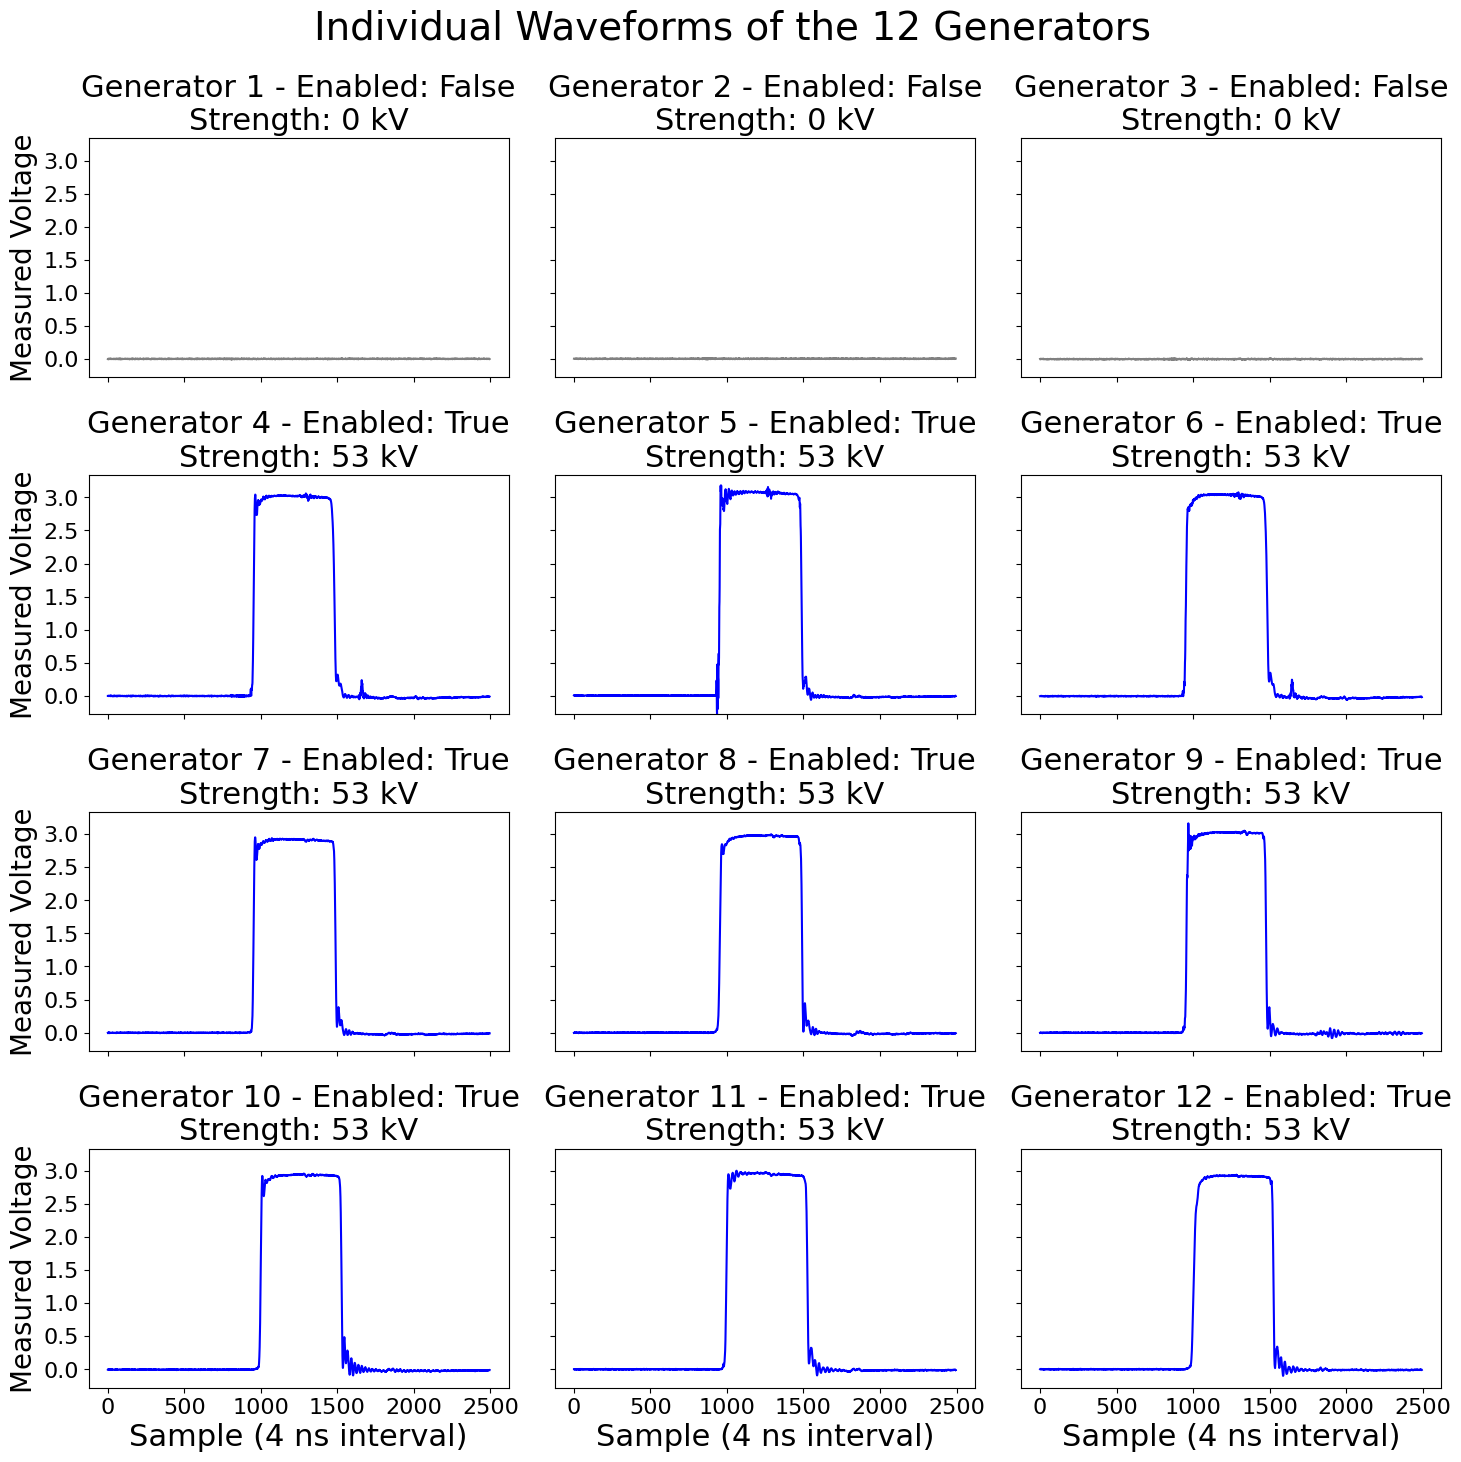 Individual Waveforms of the 12 Generators
Generator 1 - Enabled: False
Strength: 0 kV
Generator 2 - Enabled: False
Strength: 0 kV
Generator 3 - Enabled: False
Strength: 0 kV
Measured Voltage
3.0
2.5
2.0
1.5
1.0
0.5
0.0
Generator 4 - Enabled: True
Strength: 53 kV
Generator 5 - Enabled: True
Strength: 53 kV
Generator 6 - Enabled: True
Strength: 53 kV
Measured Voltage
3.0
2.5
2.0
1.5
1.0
0.5
0.0
Generator 7 - Enabled: True
Strength: 53 kV
Generator 8 - Enabled: True
Strength: 53 kV
Generator 9 - Enabled: True
Strength: 53 kV
Measured Voltage
3.0
2.5
2.0
1.5
1.0
0.5
0.0
Generator 10 - Enabled: True
Strength: 53 kV
Generator 11 - Enabled: True
Strength: 53 kV
Generator 12 - Enabled: True
Strength: 53 kV
Measured Voltage
3.0
2.5
2.0
1.5
1.0
0.5
0.0
0 500 1000 1500 2000 2500
Sample (4 ns interval)
0 500 1000 1500 2000 2500
Sample (4 ns interval)
0 500 1000 1500 2000 2500
Sample (4 ns interval)